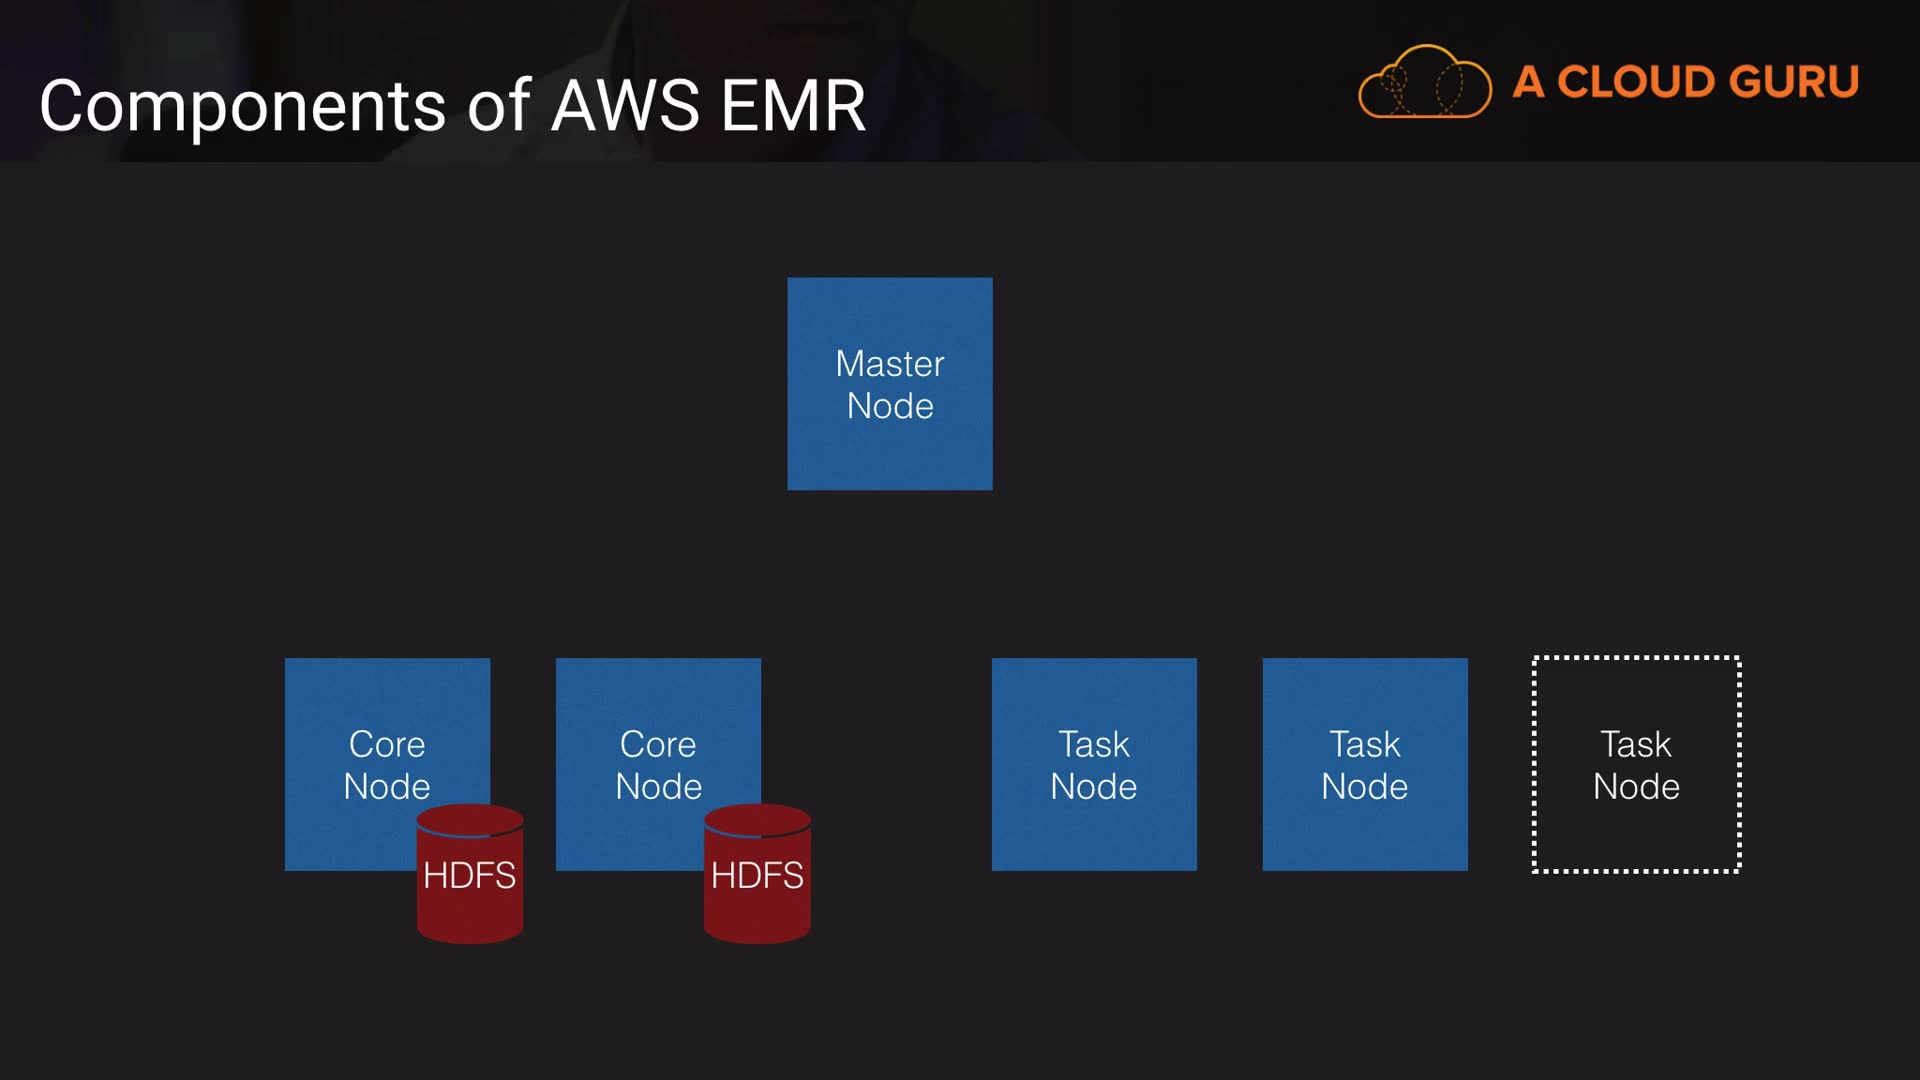 Components of AWS EMR
A CLOUD GURU
Master
Node
Core
Node
HDFS
Core
Node
HDFS
Task
Node
Task
Node
Task
Node